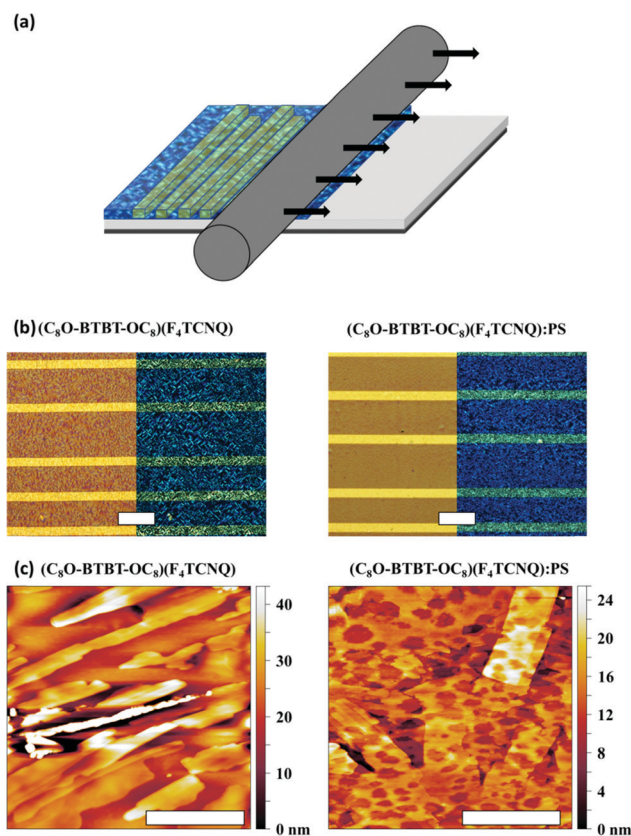 (a)
(b) (C₈O-BTBT-OC₈)(F₄TCNQ)
(C₈O-BTBT-OC₈)(F₄TCNQ):PS
(c) (C₈O-BTBT-OC₈)(F₄TCNQ)
(C₈O-BTBT-OC₈)(F₄TCNQ):PS
40
30
20
10
0 nm
24
20
16
12
8
4
0 nm